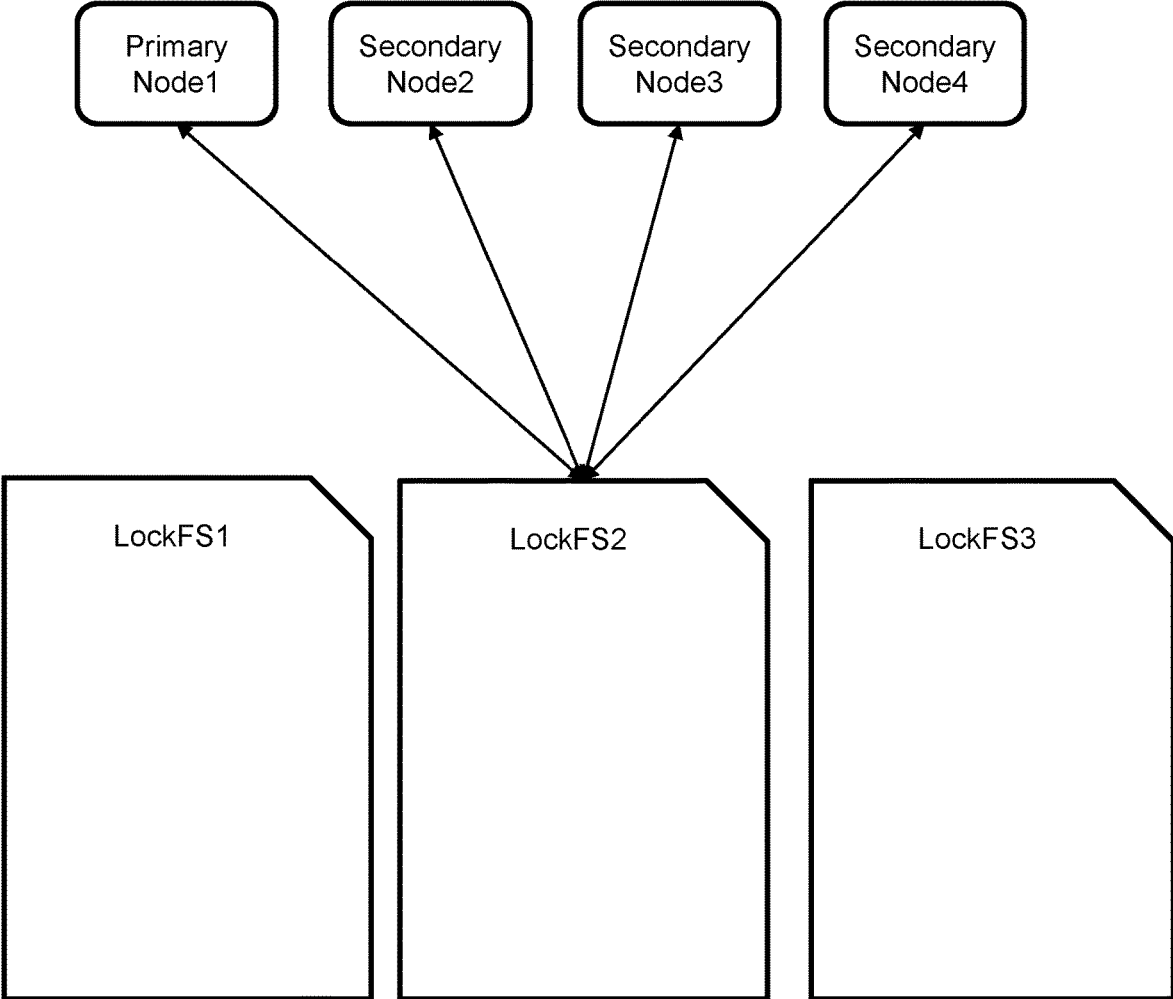 Primary
Node1
Secondary
Node2
Secondary
Node3
Secondary
Node4
LockFS1
LockFS2
LockFS3